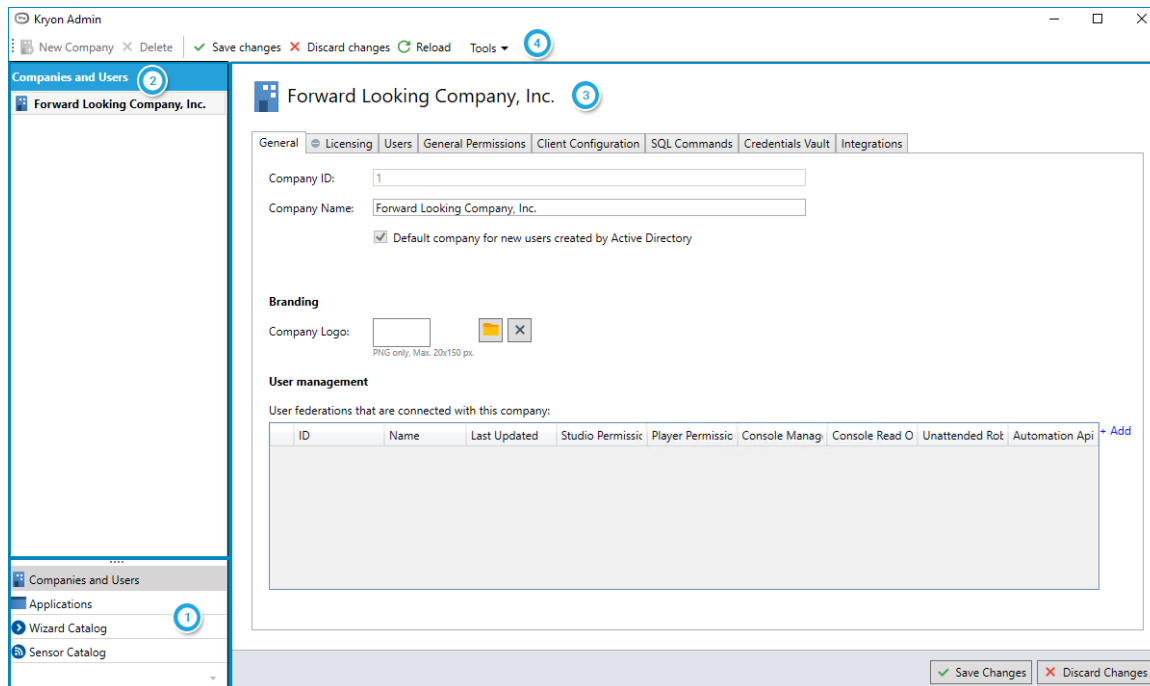 Kryon Admin
New Company Delete Save changes Discard changes Reload Tools 4
Companies and Users 2
Forward Looking Company, Inc.
Forward Looking Company, Inc. 3
General Licensing Users General Permissions Client Configuration SQL Commands Credentials Vault Integrations
Company ID: 1
Company Name: Forward Looking Company, Inc.
Default company for new users created by Active Directory
Branding
Company Logo:
PNG only, Max. 20x150 px.
User management
User federations that are connected with this company:
ID Name Last Updated Studio Permissic Player Permissic Console Manag Console Read O Unattended Rob Automation Api + Add
Companies and Users
Applications
1
Wizard Catalog
Sensor Catalog
Save Changes Discard Changes